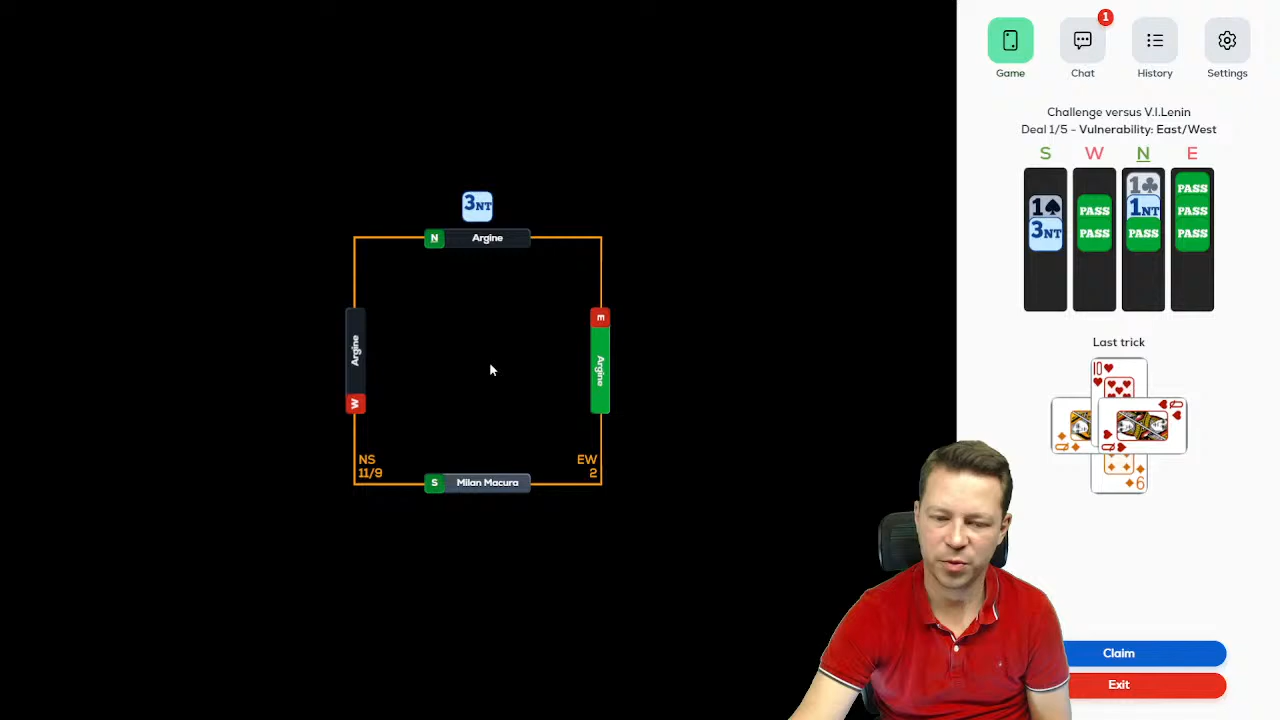 Game
Chat
1
History
Settings
Challenge versus V.I.Lenin
Deal 1/5 - Vulnerability: East/West
S W N E
1♣ PASS
1♠ PASS 1NT PASS
3NT PASS PASS PASS
3NT
N Argine
W Argine
E Argine
NS
11/9
EW
2
S Milan Macura
Last trick
10♥
Q♦
Q♥
9♦
Claim
Exit